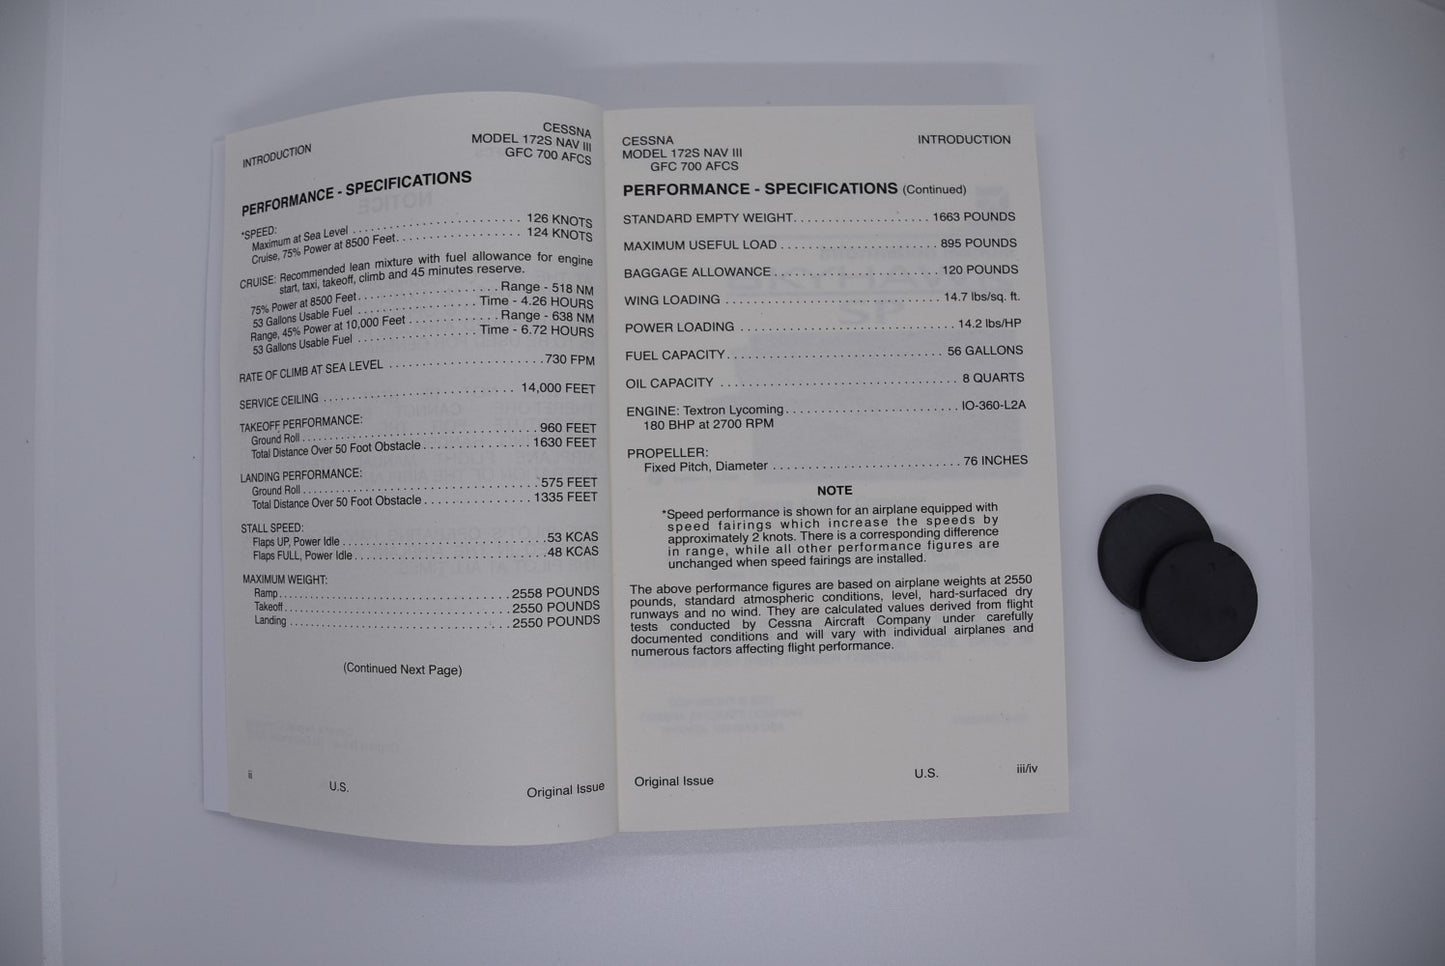 INTRODUCTION
CESSNA
MODEL 172S NAV III
GFC 700 AFCS
PERFORMANCE - SPECIFICATIONS
*SPEED:
Maximum at Sea Level . . . . . . . . . . . . . . . . . . . . . . . . . 126 KNOTS
Cruise, 75% Power at 8500 Feet. . . . . . . . . . . . . . . . . . 124 KNOTS
CRUISE: Recommended lean mixture with fuel allowance for engine
start, taxi, takeoff, climb and 45 minutes reserve.
75% Power at 8500 Feet. . . . . . . . . . . . . . . . . . . . Range - 518 NM
53 Gallons Usable Fuel . . . . . . . . . . . . . . . . . . Time - 4.26 HOURS
Range, 45% Power at 10,000 Feet . . . . . . . . . . . . . Range - 638 NM
53 Gallons Usable Fuel . . . . . . . . . . . . . . . . . . Time - 6.72 HOURS
RATE OF CLIMB AT SEA LEVEL . . . . . . . . . . . . . . . . . . . . . . 730 FPM
SERVICE CEILING . . . . . . . . . . . . . . . . . . . . . . . . . . . 14,000 FEET
TAKEOFF PERFORMANCE:
Ground Roll . . . . . . . . . . . . . . . . . . . . . . . . . . . . . . . . . . 960 FEET
Total Distance Over 50 Foot Obstacle . . . . . . . . . . . . . . . . 1630 FEET
LANDING PERFORMANCE:
Ground Roll . . . . . . . . . . . . . . . . . . . . . . . . . . . . . . . . . . 575 FEET
Total Distance Over 50 Foot Obstacle . . . . . . . . . . . . . . . . 1335 FEET
STALL SPEED:
Flaps UP, Power Idle . . . . . . . . . . . . . . . . . . . . . . . . . . . . . 53 KCAS
Flaps FULL, Power Idle . . . . . . . . . . . . . . . . . . . . . . . . . . . 48 KCAS
MAXIMUM WEIGHT:
Ramp. . . . . . . . . . . . . . . . . . . . . . . . . . . . . . . . . . 2558 POUNDS
Takeoff. . . . . . . . . . . . . . . . . . . . . . . . . . . . . . . . . 2550 POUNDS
Landing . . . . . . . . . . . . . . . . . . . . . . . . . . . . . . . . 2550 POUNDS
(Continued Next Page)
ii
U.S.
Original Issue
CESSNA
MODEL 172S NAV III
GFC 700 AFCS
INTRODUCTION
PERFORMANCE - SPECIFICATIONS (Continued)
STANDARD EMPTY WEIGHT. . . . . . . . . . . . . . . . . . . . 1663 POUNDS
MAXIMUM USEFUL LOAD . . . . . . . . . . . . . . . . . . . . . . . 895 POUNDS
BAGGAGE ALLOWANCE . . . . . . . . . . . . . . . . . . . . . . . . 120 POUNDS
WING LOADING . . . . . . . . . . . . . . . . . . . . . . . . . . . . . . . 14.7 lbs/sq. ft.
POWER LOADING . . . . . . . . . . . . . . . . . . . . . . . . . . . . . . . . 14.2 lbs/HP
FUEL CAPACITY . . . . . . . . . . . . . . . . . . . . . . . . . . . . . . . . 56 GALLONS
OIL CAPACITY . . . . . . . . . . . . . . . . . . . . . . . . . . . . . . . . . . 8 QUARTS
ENGINE: Textron Lycoming . . . . . . . . . . . . . . . . . . . . . . . . . IO-360-L2A
180 BHP at 2700 RPM
PROPELLER:
Fixed Pitch, Diameter . . . . . . . . . . . . . . . . . . . . . . . . . . . 76 INCHES
NOTE
*Speed performance is shown for an airplane equipped with
speed fairings which increase the speeds by
approximately 2 knots. There is a corresponding difference
in range, while all other performance figures are
unchanged when speed fairings are installed.
The above performance figures are based on airplane weights at 2550
pounds, standard atmospheric conditions, level, hard-surfaced dry
runways and no wind. They are calculated values derived from flight
tests conducted by Cessna Aircraft Company under carefully
documented conditions and will vary with individual airplanes and
numerous factors affecting flight performance.
Original Issue
U.S.
iii/iv